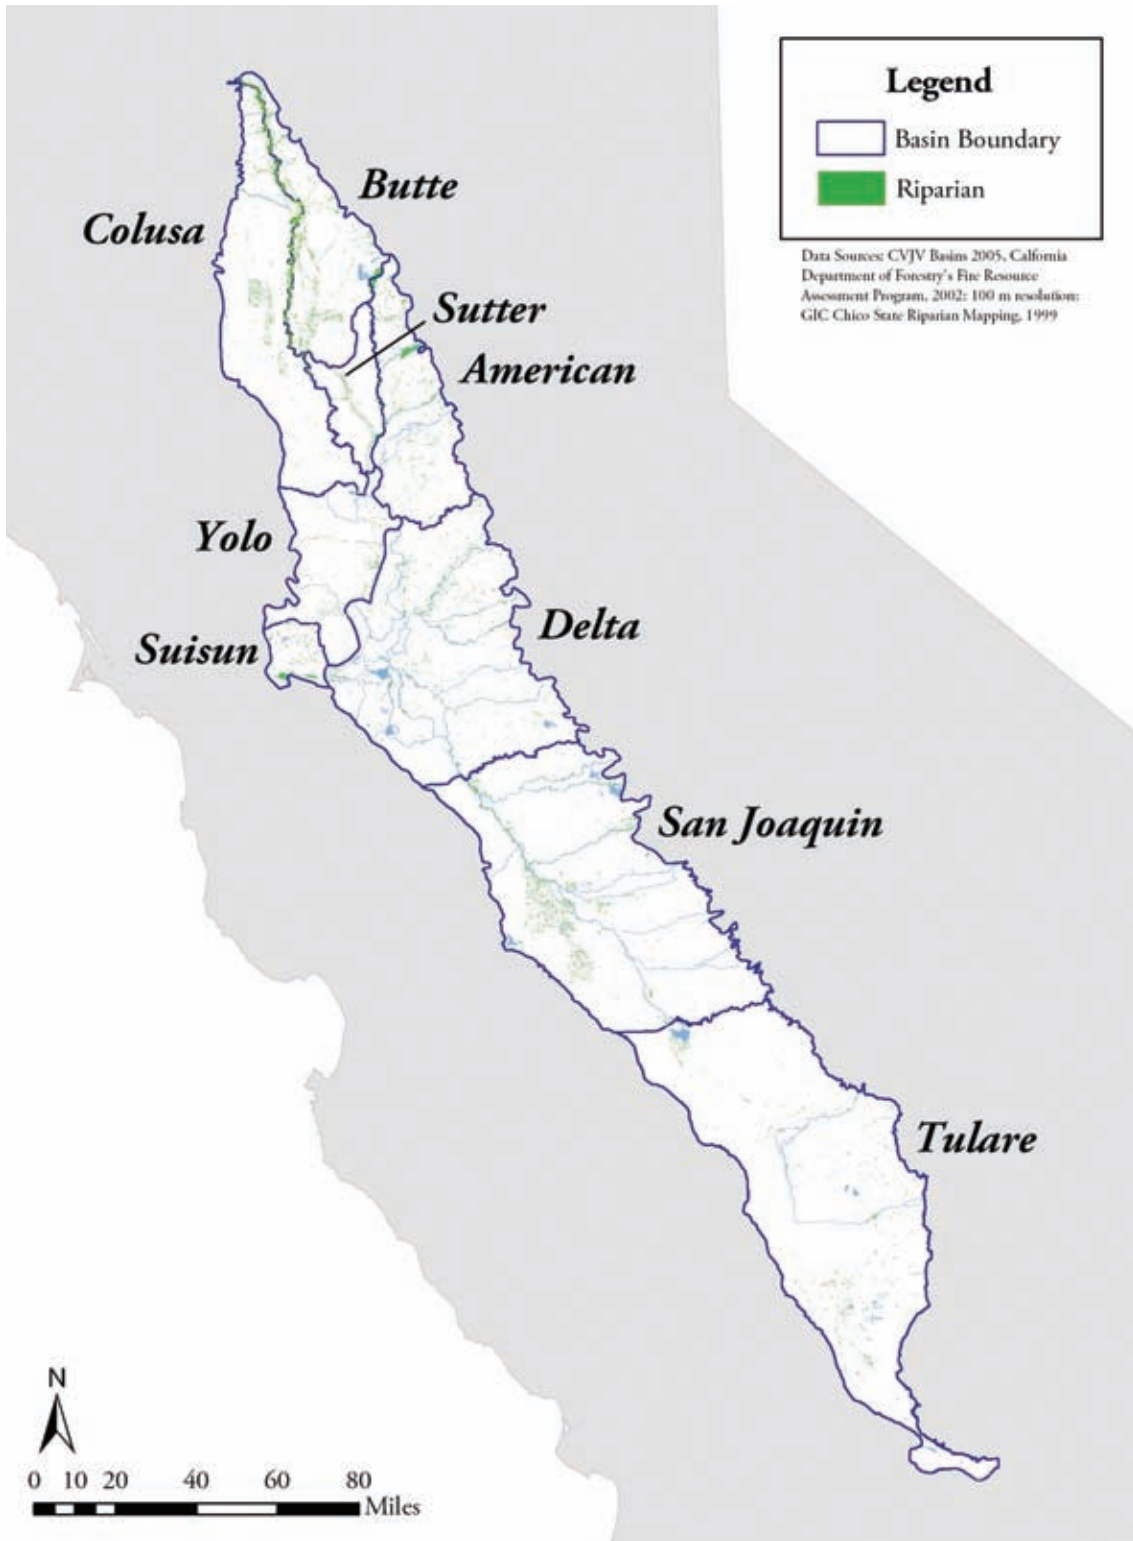 Legend
Basin Boundary
Riparian
Data Sources: CVJV Basins 2005, Calfornia
Department of Forestry's Fire Resource
Assessment Program, 2002: 100 m resolution:
GIC Chico State Riparian Mapping, 1999
Butte
Colusa
Sutter
American
Yolo
Delta
Suisun
San Joaquin
Tulare
N
0 10 20 40 60 80
Miles